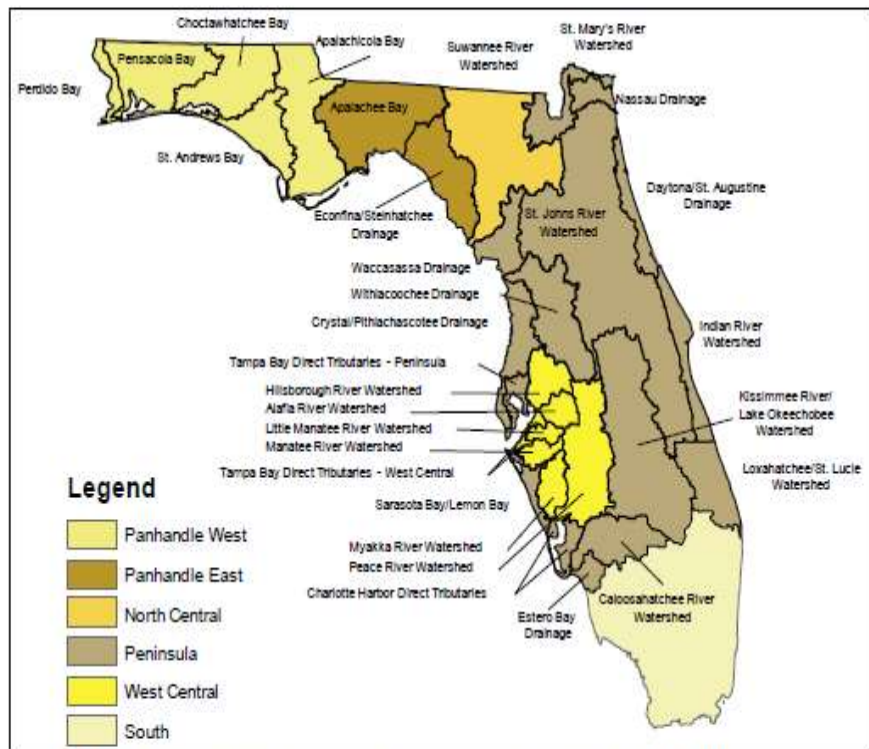 Choctawhatchee Bay
St. Mary's River
Watershed
Apalachicola Bay
Suwannee River
Watershed
Pensacola Bay
Perdido Bay
Nassau Drainage
Apalachee Bay
St. Andrews Bay
Daytona/St. Augustine
Drainage
Econfina/Steinhatchee
Drainage
St. Johns River
Watershed
Waccasassa Drainage
Withlacoochee Drainage
Crystal/Pithlachascotee Drainage
Indian River
Watershed
Tampa Bay Direct Tributaries - Peninsula
Hillsborough River Watershed
Alafia River Watershed
Little Manatee River Watershed
Manatee River Watershed
Tampa Bay Direct Tributaries - West Central
Kissimmee River/
Lake Okeechobee
Watershed
Loxahatchee/St. Lucie
Watershed
Sarasota Bay/Lemon Bay
Myakka River Watershed
Peace River Watershed
Charlotte Harbor Direct Tributaries
Estero Bay
Drainage
Caloosahatchee River
Watershed
Legend
Panhandle West
Panhandle East
North Central
Peninsula
West Central
South